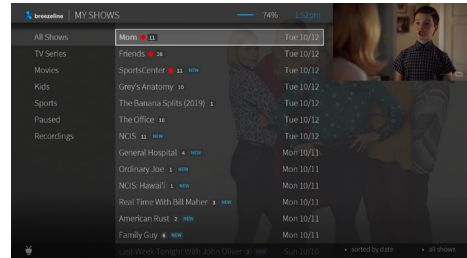 breezeline | MY SHOWS 74% 1:52pm
All Shows
TV Series
Movies
Kids
Sports
Paused
Recordings
Mom 11 Tue 10/12
Friends 38 Tue 10/12
SportsCenter 11 NEW Tue 10/12
Grey's Anatomy 10 Tue 10/12
The Banana Splits (2019) 1 Tue 10/12
The Office 10 Tue 10/12
NCIS 11 NEW Tue 10/12
General Hospital 4 NEW Mon 10/11
Ordinary Joe 1 NEW Mon 10/11
NCIS: Hawai'i 1 NEW Mon 10/11
Real Time With Bill Maher 3 NEW Mon 10/11
American Rust 2 NEW Mon 10/11
Family Guy 6 NEW Mon 10/11
Last Week Tonight With John Oliver 2 NEW Sun 10/10
• sorted by date • all shows